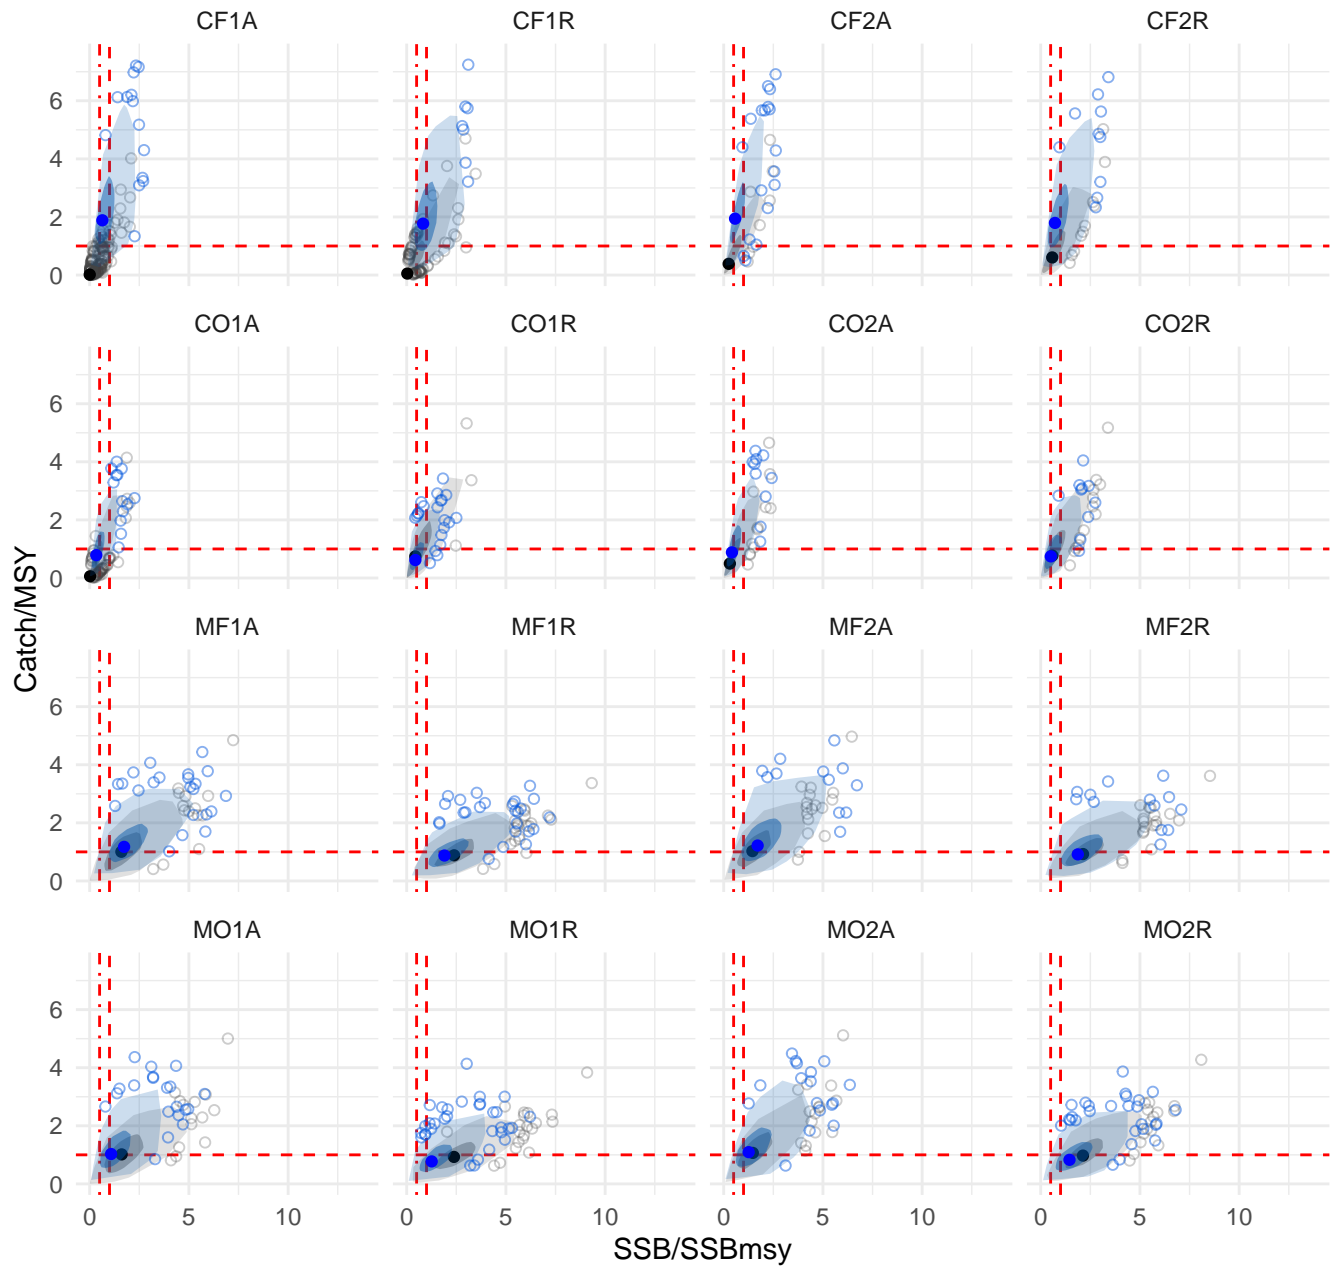 CF1A CF1R CF2A CF2R
6
4
2
0
CO1A CO1R CO2A CO2R
6
4
2
0
Catch/MSY
MF1A MF1R MF2A MF2R
6
4
2
0
MO1A MO1R MO2A MO2R
6
4
2
0
0 5 10 0 5 10 0 5 10 0 5 10
SSB/SSBmsy